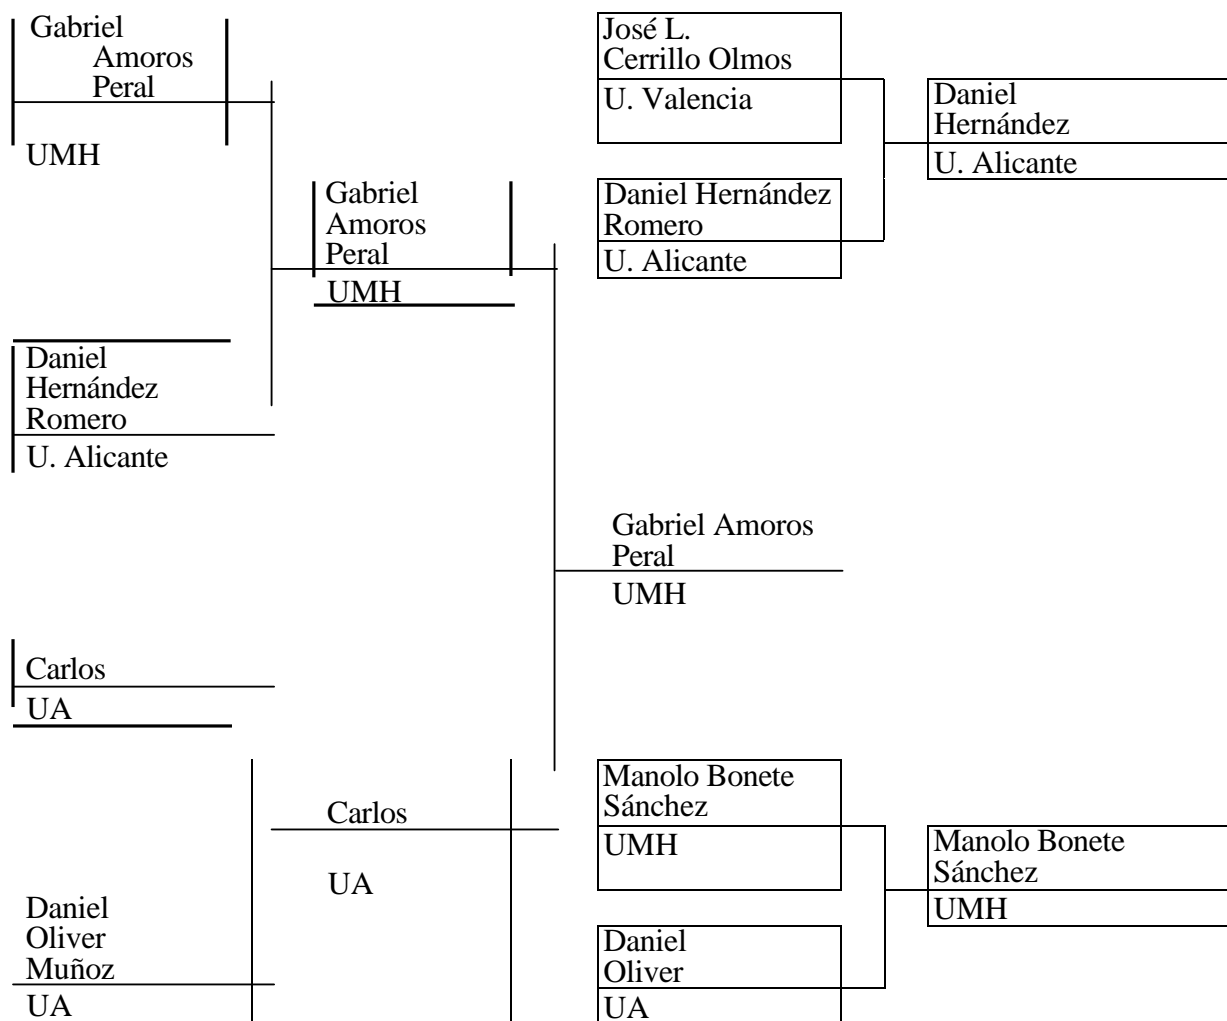 Gabriel
Amoros
Peral
UMH
Daniel
Hernández
Romero
U. Alicante
Carlos
UA
Daniel
Oliver
Muñoz
UA
Gabriel
Amoros
Peral
UMH
Carlos
UA
Gabriel Amoros
Peral
UMH
José L.
Cerrillo Olmos
U. Valencia
Daniel Hernández
Romero
U. Alicante
Daniel
Hernández
U. Alicante
Manolo Bonete
Sánchez
UMH
Daniel
Oliver
UA
Manolo Bonete
Sánchez
UMH